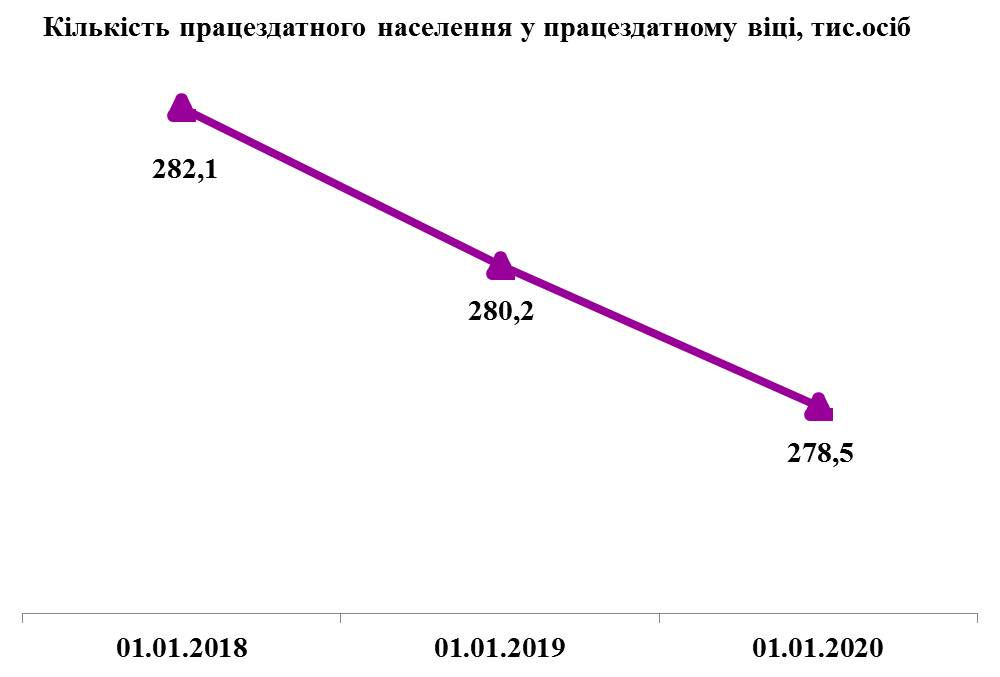 Кількість працездатного населення у працездатному віці, тис.осіб
282,1
280,2
278,5
01.01.2018 01.01.2019 01.01.2020